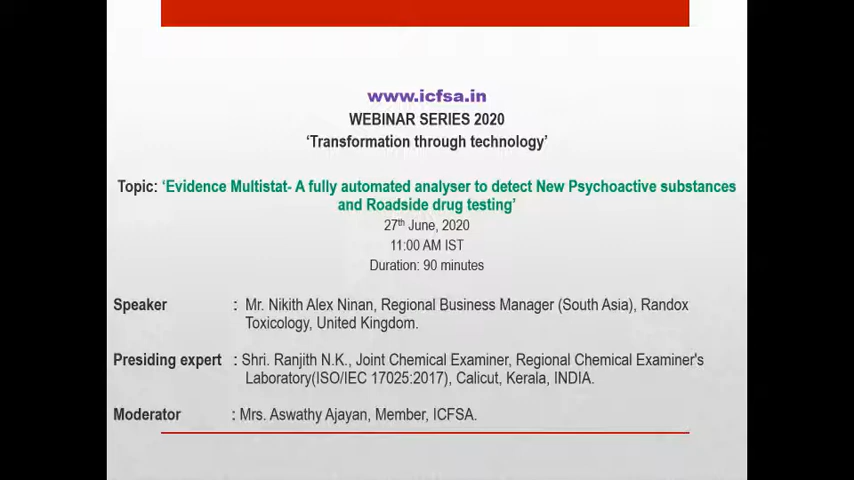 www.icfsa.in
WEBINAR SERIES 2020
‘Transformation through technology’
Topic: ‘Evidence Multistat- A fully automated analyser to detect New Psychoactive substances
and Roadside drug testing’
27th June, 2020
11:00 AM IST
Duration: 90 minutes
Speaker : Mr. Nikith Alex Ninan, Regional Business Manager (South Asia), Randox
Toxicology, United Kingdom.
Presiding expert : Shri. Ranjith N.K., Joint Chemical Examiner, Regional Chemical Examiner's
Laboratory(ISO/IEC 17025:2017), Calicut, Kerala, INDIA.
Moderator : Mrs. Aswathy Ajayan, Member, ICFSA.